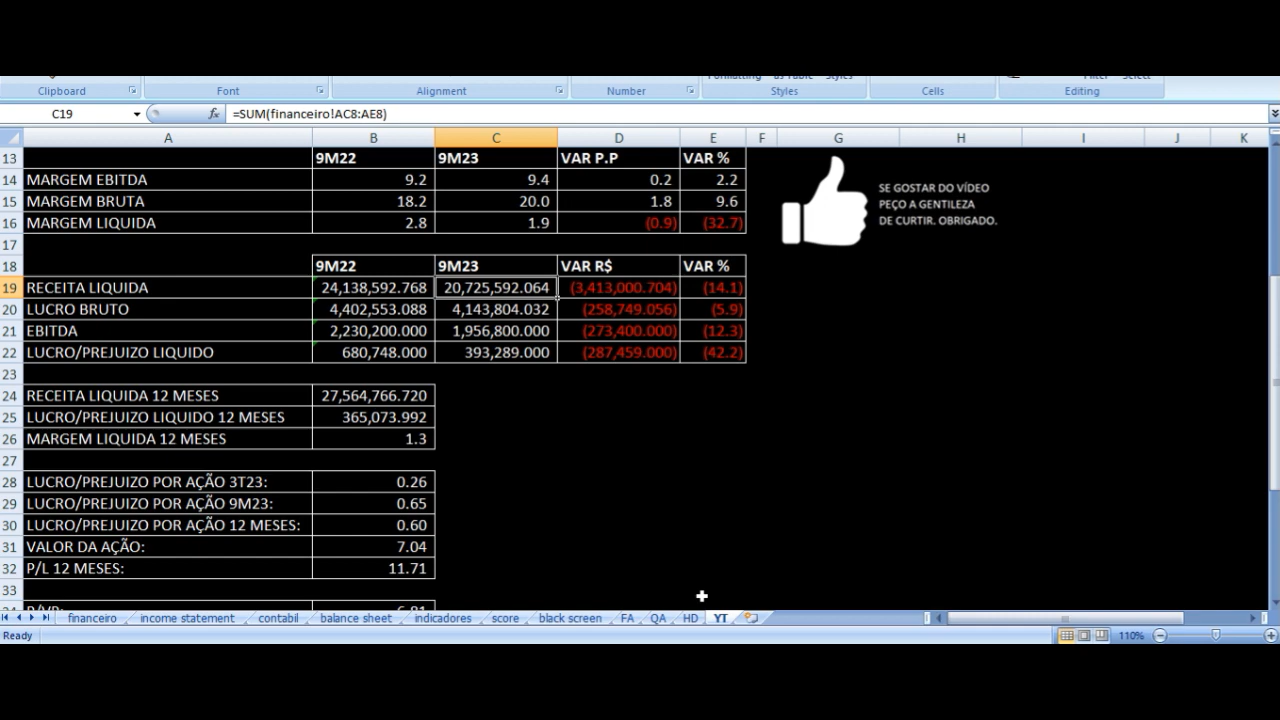 Clipboard Font Alignment Number Styles Cells Editing
C19 fx =SUM(financeiro!AC8:AE8)
A B C D E F G H I J K
13 9M22 9M23 VAR P.P VAR %
14 MARGEM EBITDA 9.2 9.4 0.2 2.2
15 MARGEM BRUTA 18.2 20.0 1.8 9.6
16 MARGEM LIQUIDA 2.8 1.9 (0.9) (32.7)
SE GOSTAR DO VÍDEO
PEÇO A GENTILEZA
DE CURTIR. OBRIGADO.
17
18 9M22 9M23 VAR R$ VAR %
19 RECEITA LIQUIDA 24,138,592.768 20,725,592.064 (3,413,000.704) (14.1)
20 LUCRO BRUTO 4,402,553.088 4,143,804.032 (258,749.056) (5.9)
21 EBITDA 2,230,200.000 1,956,800.000 (273,400.000) (12.3)
22 LUCRO/PREJUIZO LIQUIDO 680,748.000 393,289.000 (287,459.000) (42.2)
23
24 RECEITA LIQUIDA 12 MESES 27,564,766.720
25 LUCRO/PREJUIZO LIQUIDO 12 MESES 365,073.992
26 MARGEM LIQUIDA 12 MESES 1.3
27
28 LUCRO/PREJUIZO POR AÇÃO 3T23: 0.26
29 LUCRO/PREJUIZO POR AÇÃO 9M23: 0.65
30 LUCRO/PREJUIZO POR AÇÃO 12 MESES: 0.60
31 VALOR DA AÇÃO: 7.04
32 P/L 12 MESES: 11.71
33
financeiro income statement contabil balance sheet indicadores score black screen FA QA HD YT
Ready 110%